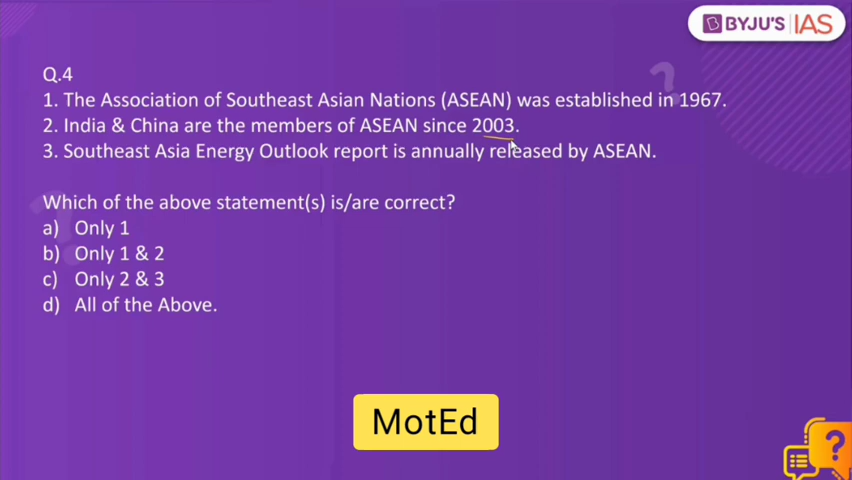 BYJU'S IAS
Q.4
1. The Association of Southeast Asian Nations (ASEAN) was established in 1967.
2. India & China are the members of ASEAN since 2003.
3. Southeast Asia Energy Outlook report is annually released by ASEAN.
Which of the above statement(s) is/are correct?
a) Only 1
b) Only 1 & 2
c) Only 2 & 3
d) All of the Above.
MotEd